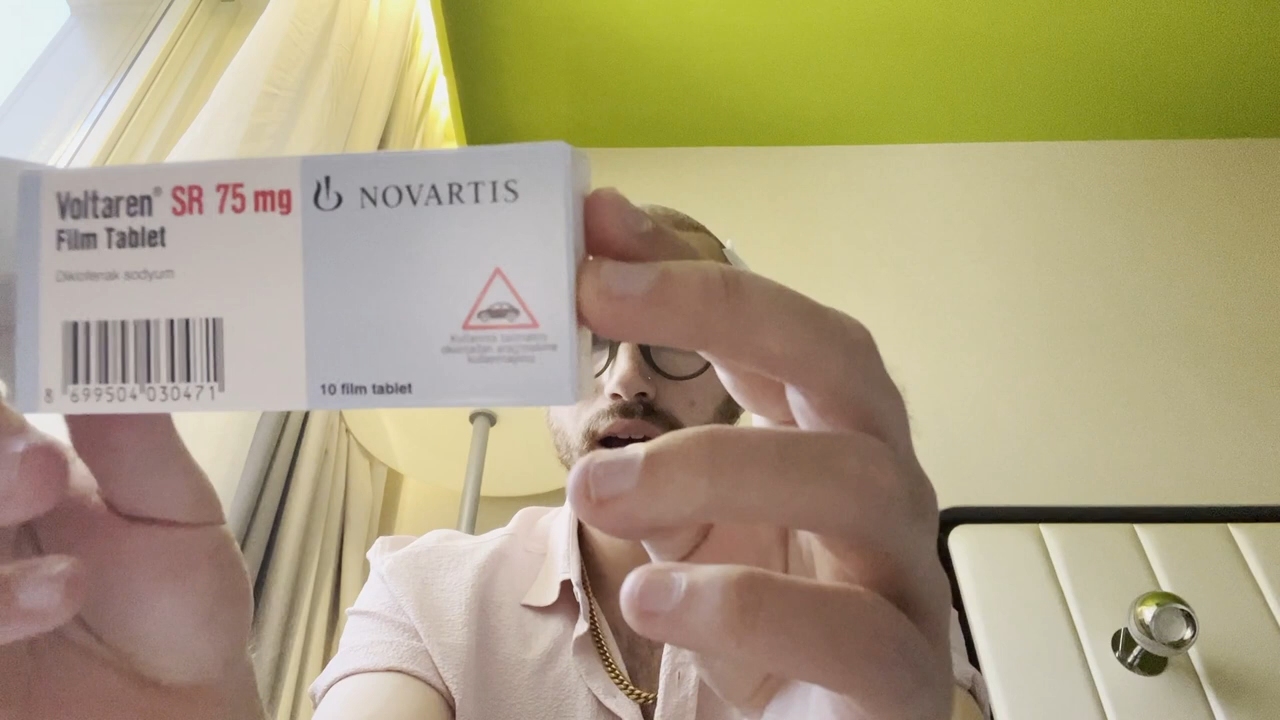 Voltaren® SR 75 mg
Film Tablet
Diklofenak sodyum
8 699504 030471
NOVARTIS
10 film tablet